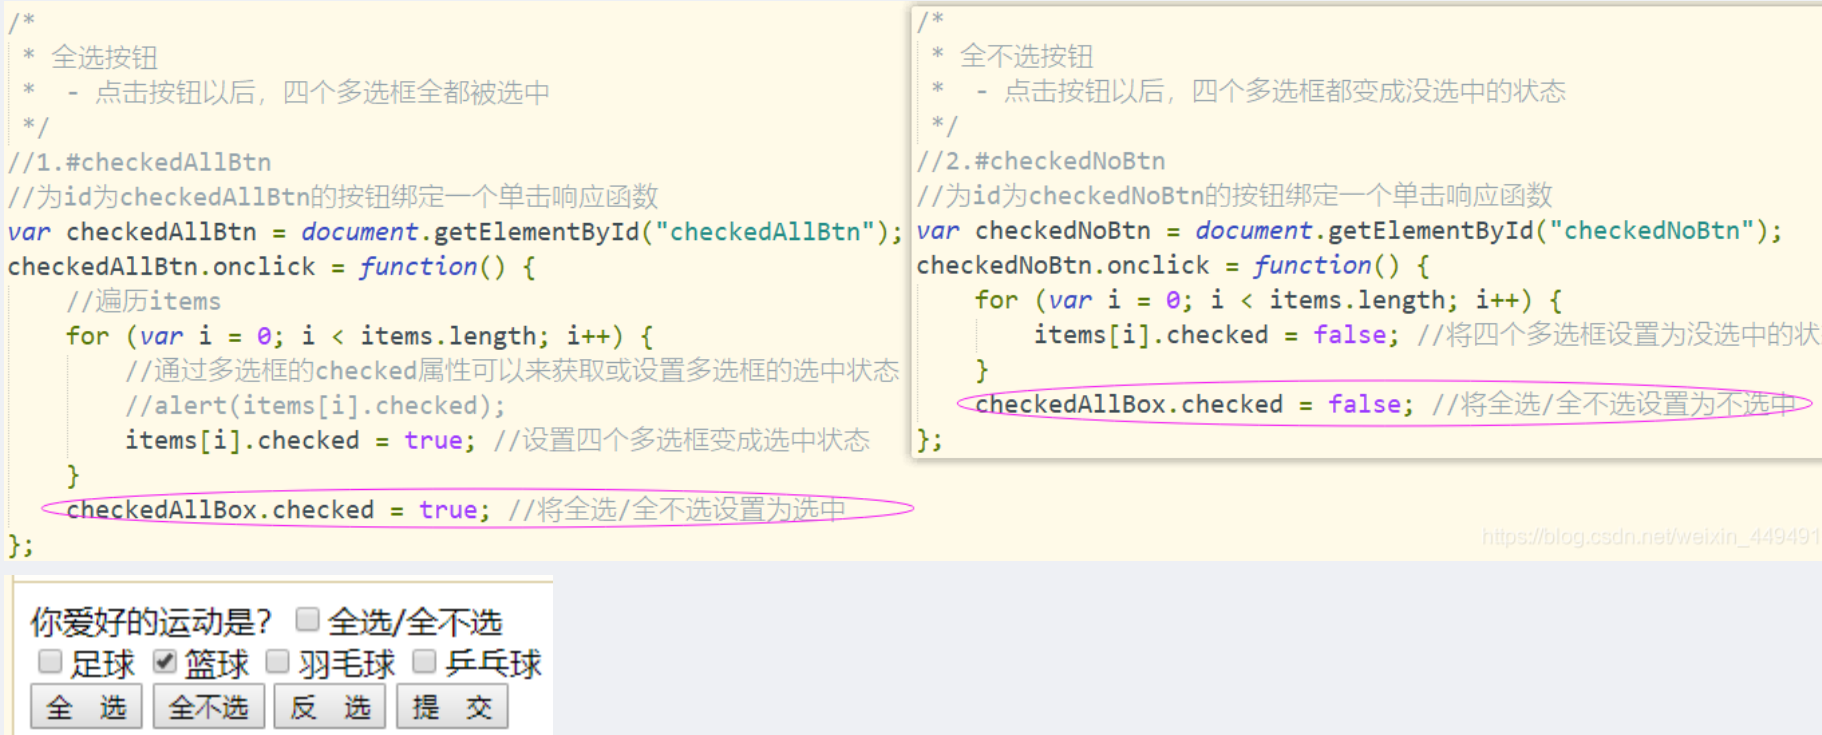 /*
 * 全选按钮
 *  - 点击按钮以后，四个多选框全都被选中
 */
//1.#checkedAllBtn
//为id为checkedAllBtn的按钮绑定一个单击响应函数
var checkedAllBtn = document.getElementById("checkedAllBtn");
checkedAllBtn.onclick = function() {
    //遍历items
    for (var i = 0; i < items.length; i++) {
        //通过多选框的checked属性可以来获取或设置多选框的选中状态
        //alert(items[i].checked);
        items[i].checked = true; //设置四个多选框变成选中状态
    }
    checkedAllBox.checked = true; //将全选/全不选设置为选中
};
/*
 * 全不选按钮
 *  - 点击按钮以后，四个多选框都变成没选中的状态
 */
//2.#checkedNoBtn
//为id为checkedNoBtn的按钮绑定一个单击响应函数
var checkedNoBtn = document.getElementById("checkedNoBtn");
checkedNoBtn.onclick = function() {
    for (var i = 0; i < items.length; i++) {
        items[i].checked = false; //将四个多选框设置为没选中的状
    }
    checkedAllBox.checked = false; //将全选/全不选设置为不选中
};
https://blog.csdn.net/weixin_449491
你爱好的运动是? 全选/全不选
足球 篮球 羽毛球 乒乓球
全 选 全不选 反 选 提 交